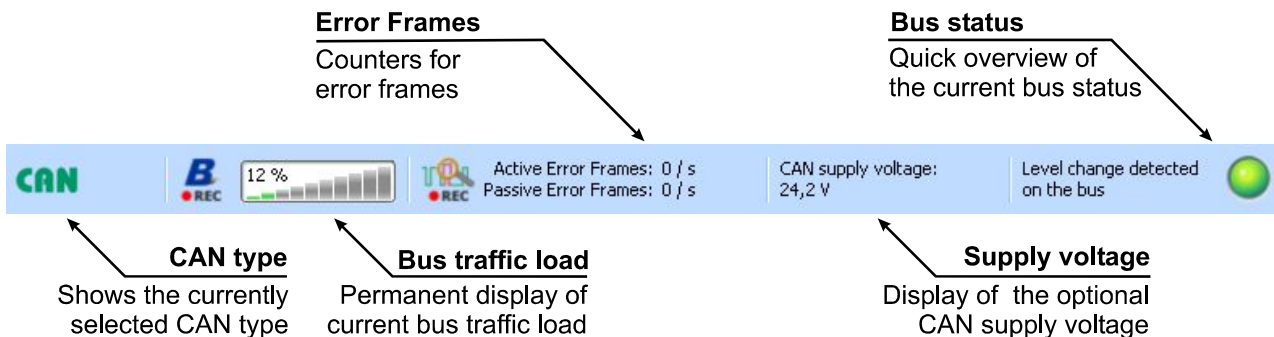 Error Frames
Counters for
error frames
Bus status
Quick overview of
the current bus status
CAN
B
REC
12 %
REC
Active Error Frames: 0 / s
Passive Error Frames: 0 / s
CAN supply voltage:
24,2 V
Level change detected
on the bus
CAN type
Shows the currently
selected CAN type
Bus traffic load
Permanent display of
current bus traffic load
Supply voltage
Display of the optional
CAN supply voltage